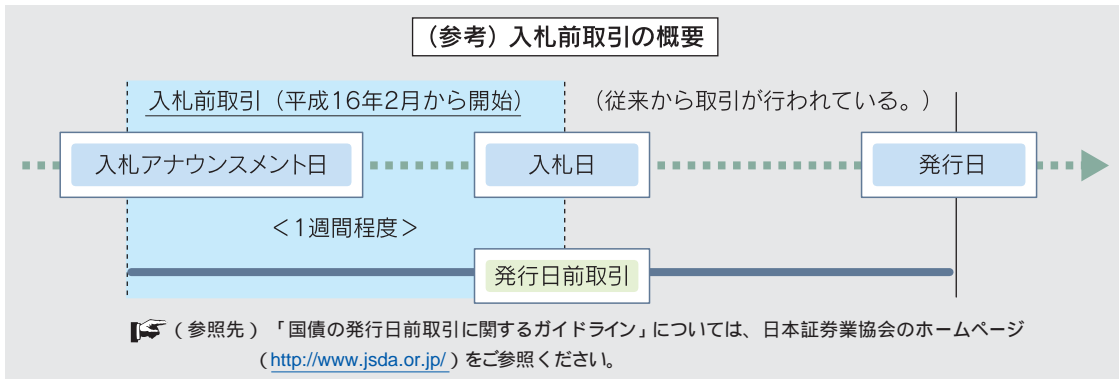 （参考）入札前取引の概要
入札前取引（平成16年2月から開始）　（従来から取引が行われている。）
入札アナウンスメント日　入札日　発行日
＜1週間程度＞
発行日前取引
（参照先）「国債の発行日前取引に関するガイドライン」については、日本証券業協会のホームページ
（http://www.jsda.or.jp/）をご参照ください。